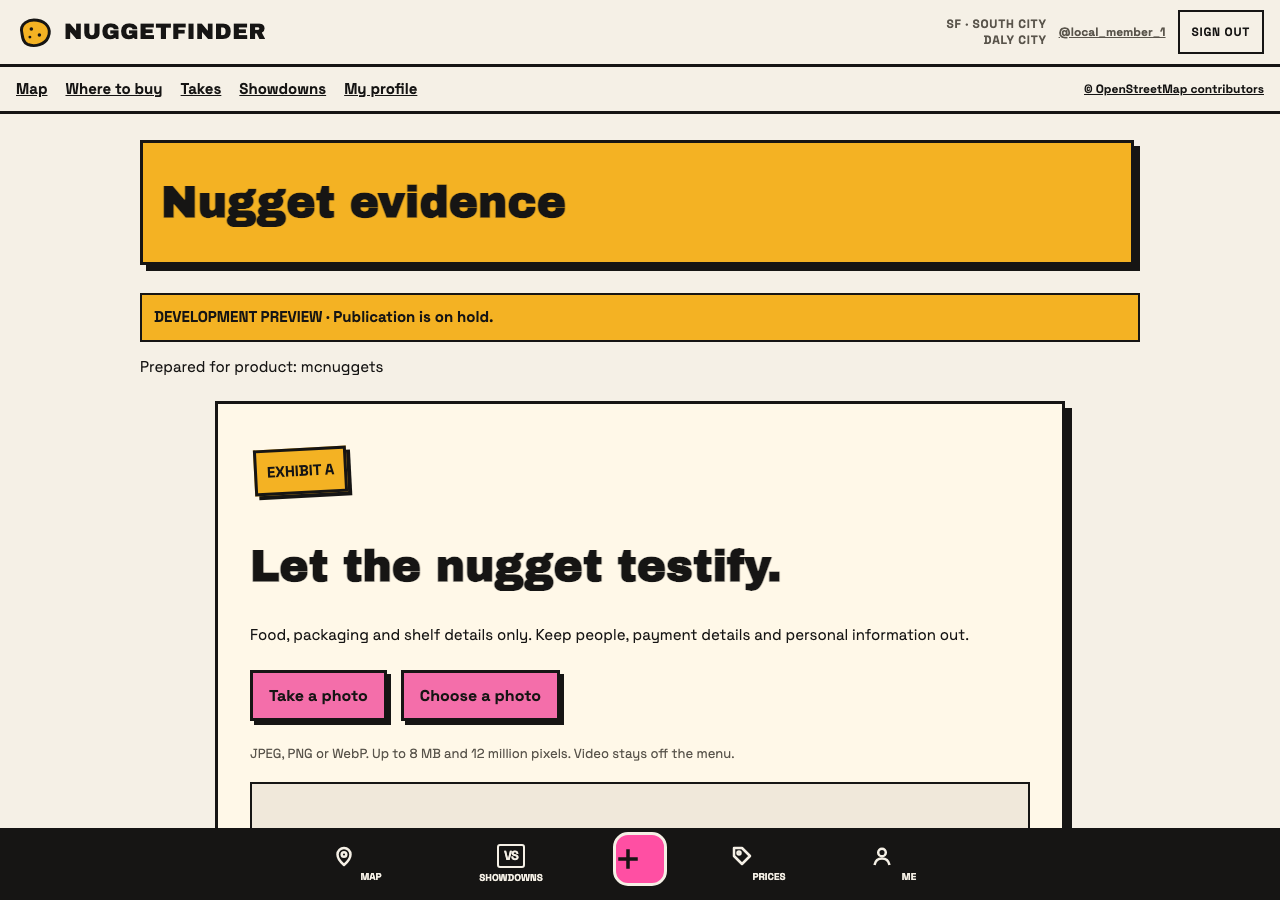 NUGGETFINDER
SF · SOUTH CITY
DALY CITY
@local_member_1
SIGN OUT
Map
Where to buy
Takes
Showdowns
My profile
© OpenStreetMap contributors
Nugget evidence
DEVELOPMENT PREVIEW · Publication is on hold.
Prepared for product: mcnuggets
EXHIBIT A
Let the nugget testify.
Food, packaging and shelf details only. Keep people, payment details and personal information out.
Take a photo
Choose a photo
JPEG, PNG or WebP. Up to 8 MB and 12 million pixels. Video stays off the menu.
MAP
VS
SHOWDOWNS
+
PRICES
ME